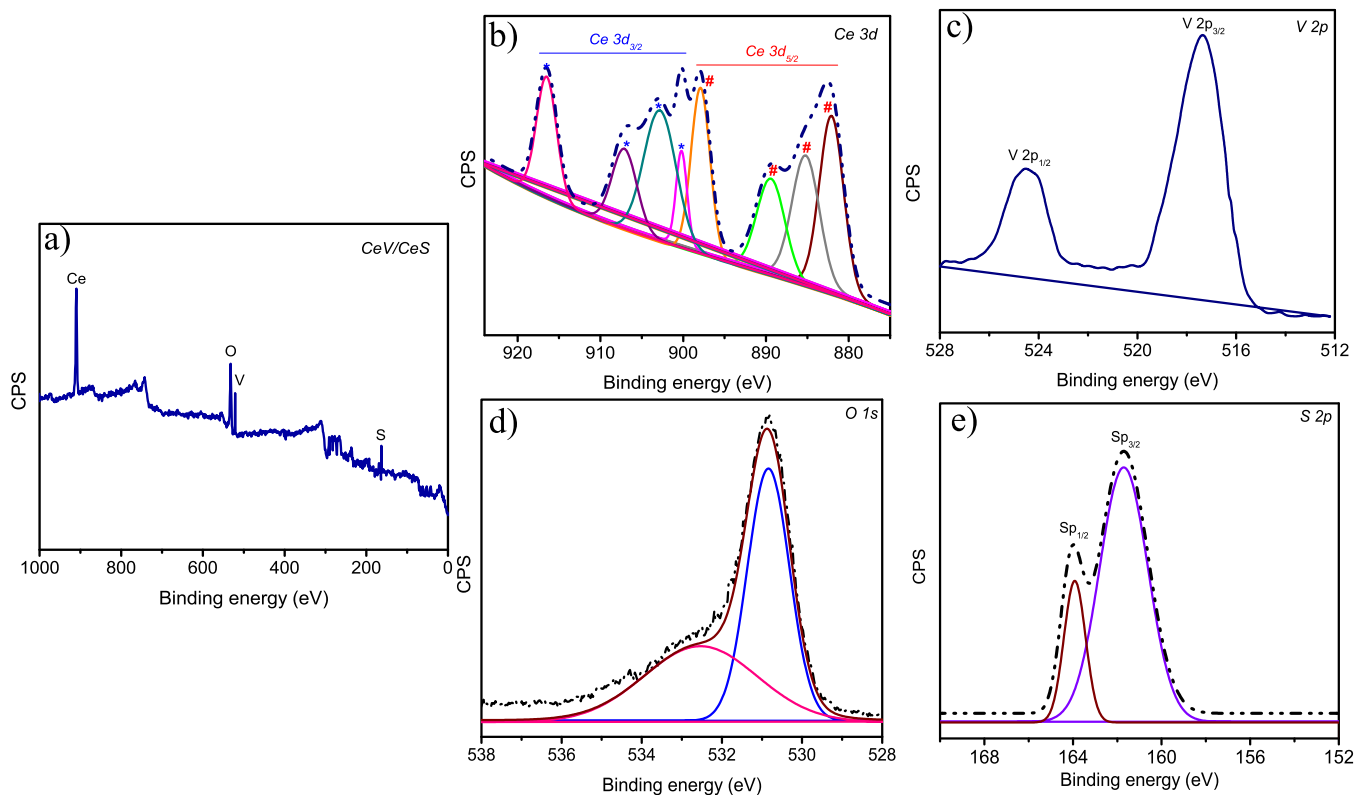 a)
CeV/CeS
Ce
O
V
S
CPS
1000 800 600 400 200 0
Binding energy (eV)
b)
Ce 3d
Ce 3d3/2
Ce 3d5/2
* * * *
# # # #
CPS
920 910 900 890 880
Binding energy (eV)
c)
V 2p
V 2p3/2
V 2p1/2
CPS
528 524 520 516 512
Binding energy (eV)
d)
O 1s
CPS
538 536 534 532 530 528
Binding energy (eV)
e)
S 2p
Sp3/2
Sp1/2
CPS
168 164 160 156 152
Binding energy (eV)